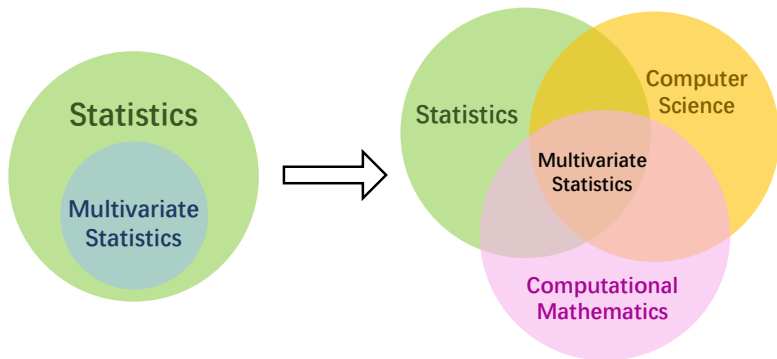 Statistics
Multivariate
Statistics
Statistics
Computer
Science
Multivariate
Statistics
Computational
Mathematics